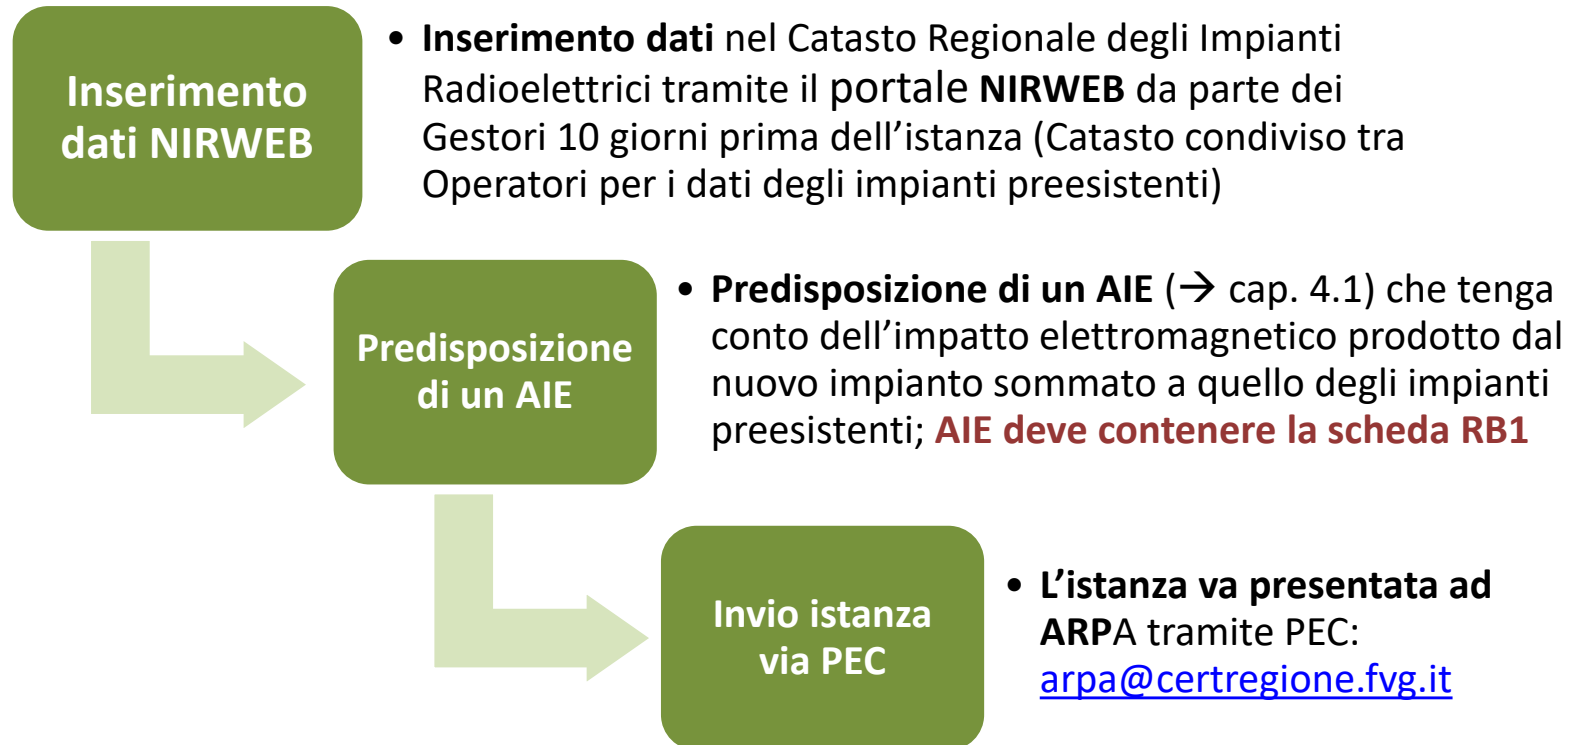 Inserimento
dati NIRWEB
• Inserimento dati nel Catasto Regionale degli Impianti
Radioelettrici tramite il portale NIRWEB da parte dei
Gestori 10 giorni prima dell’istanza (Catasto condiviso tra
Operatori per i dati degli impianti preesistenti)
Predisposizione
di un AIE
• Predisposizione di un AIE (→ cap. 4.1) che tenga
conto dell’impatto elettromagnetico prodotto dal
nuovo impianto sommato a quello degli impianti
preesistenti; AIE deve contenere la scheda RB1
Invio istanza
via PEC
• L’istanza va presentata ad
ARPA tramite PEC:
arpa@certregione.fvg.it